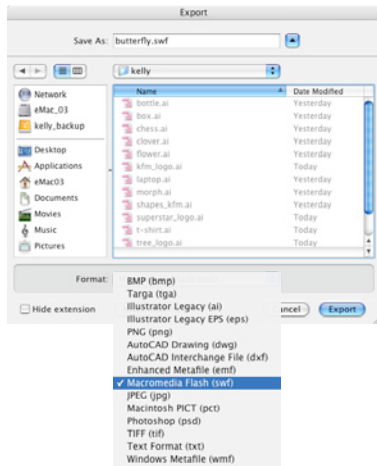 Export
Save As: butterfly.swf
kelly
Network
eMac_03
kelly_backup
Desktop
Applications
eMac03
Documents
Movies
Music
Pictures
Name Date Modified
bottle.ai Yesterday
box.ai Yesterday
chess.ai Yesterday
clover.ai Yesterday
flower.ai Yesterday
kfm_logo.ai Today
laptop.ai Yesterday
morph.ai Yesterday
shapes_kfm.ai Yesterday
superstar_logo.ai Today
t-shirt.ai Today
tree_logo.ai Today
Format:
BMP (bmp)
Targa (tga)
Illustrator Legacy (ai)
Illustrator Legacy EPS (eps)
PNG (png)
AutoCAD Drawing (dwg)
AutoCAD Interchange File (dxf)
Enhanced Metafile (emf)
✓ Macromedia Flash (swf)
JPEG (jpg)
Macintosh PICT (pct)
Photoshop (psd)
TIFF (tif)
Text Format (txt)
Windows Metafile (wmf)
Hide extension
ancel Export